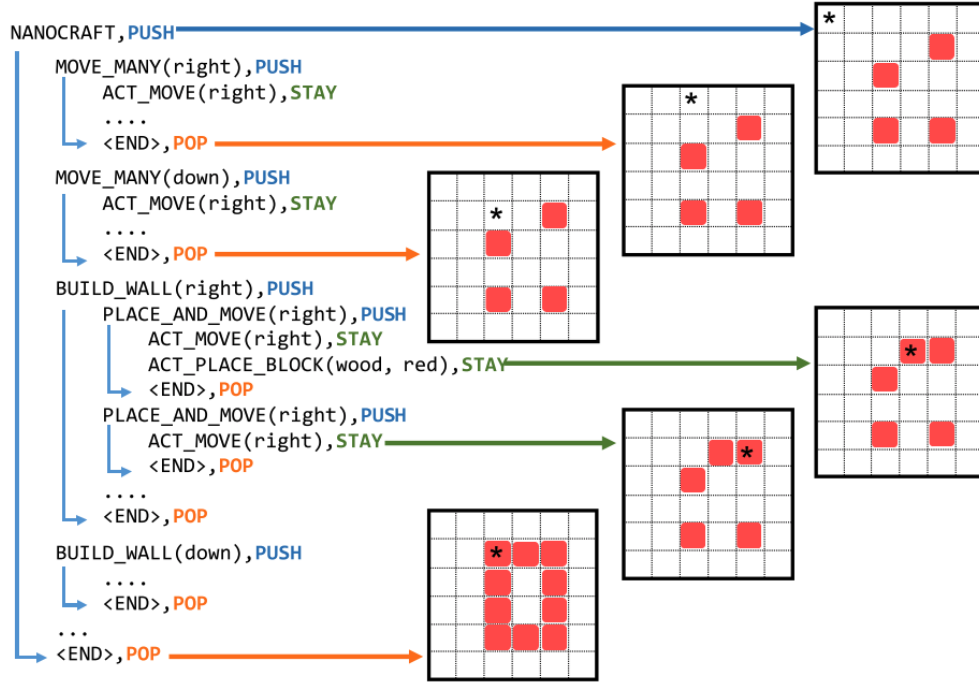 NANOCRAFT,PUSH
MOVE_MANY(right),PUSH
ACT_MOVE(right),STAY
....
<END>,POP
MOVE_MANY(down),PUSH
ACT_MOVE(right),STAY
....
<END>,POP
BUILD_WALL(right),PUSH
PLACE_AND_MOVE(right),PUSH
ACT_MOVE(right),STAY
ACT_PLACE_BLOCK(wood, red),STAY
<END>,POP
PLACE_AND_MOVE(right),PUSH
ACT_MOVE(right),STAY
<END>,POP
....
<END>,POP
BUILD_WALL(down),PUSH
....
<END>,POP
...
<END>,POP
*
*
*
*
*
*